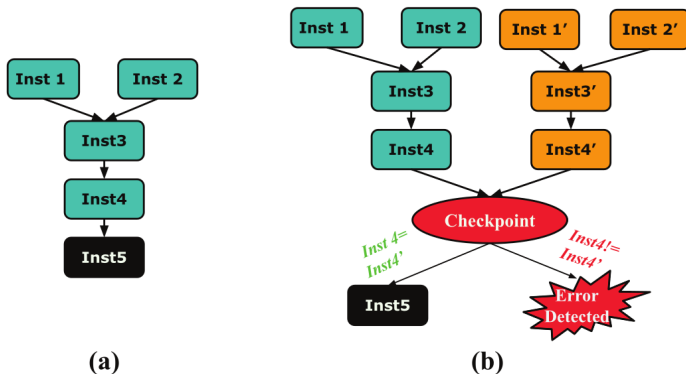 Inst 1
Inst 2
Inst3
Inst4
Inst5
(a)
Inst 1
Inst 2
Inst 1’
Inst 2’
Inst3
Inst3’
Inst4
Inst4’
Checkpoint
Inst 4=
Inst4’
Inst4!=
Inst4’
Inst5
Error
Detected
(b)